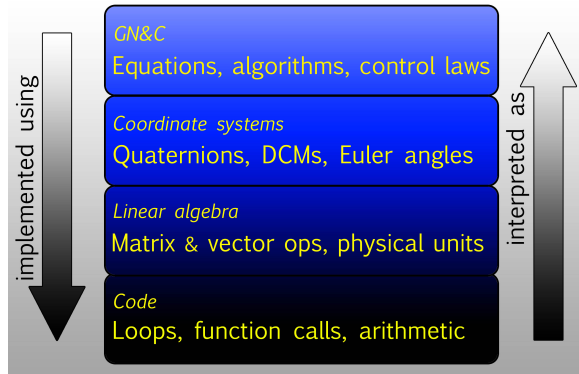 GN&C
Equations, algorithms, control laws
Coordinate systems
Quaternions, DCMs, Euler angles
Linear algebra
Matrix & vector ops, physical units
Code
Loops, function calls, arithmetic
implemented using
interpreted as